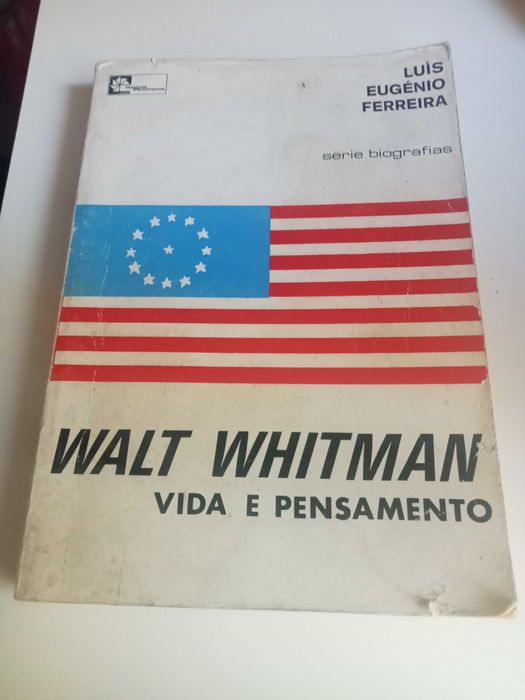 LUÍS
EUGÉNIO
FERREIRA
série biografias
WALT WHITMAN
VIDA E PENSAMENTO